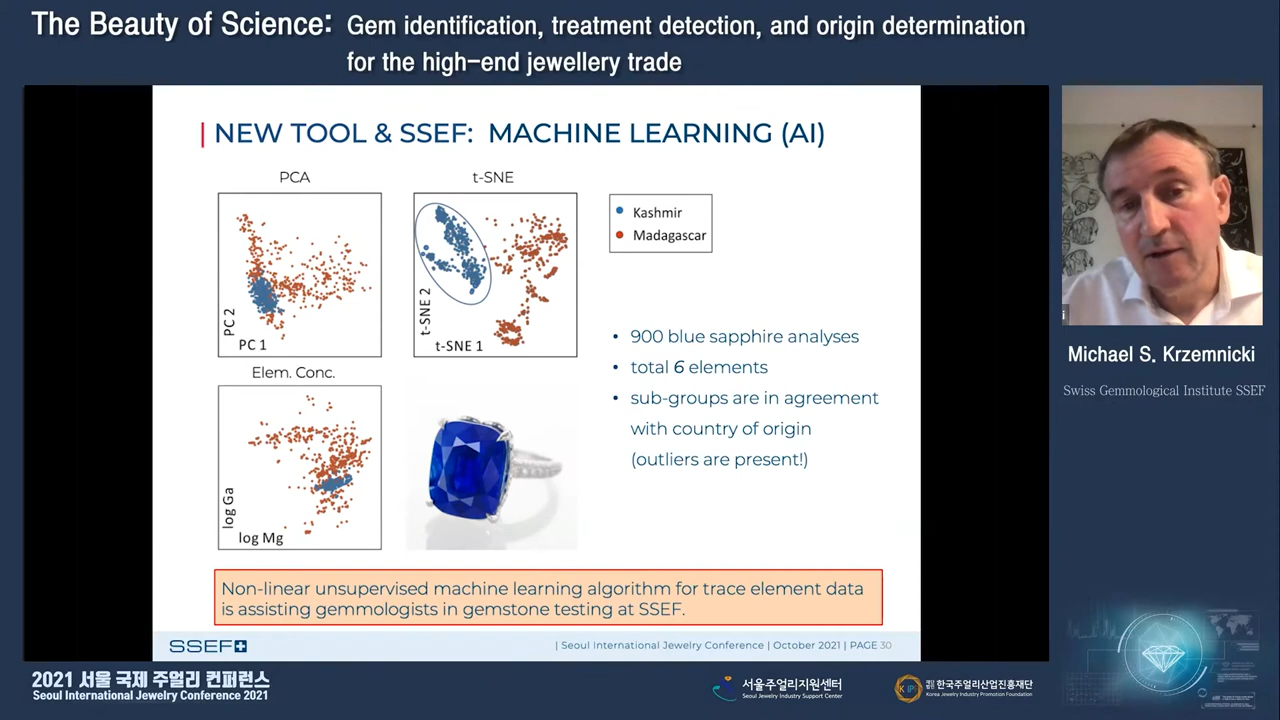 The Beauty of Science: Gem identification, treatment detection, and origin determination
for the high-end jewellery trade
| NEW TOOL & SSEF: MACHINE LEARNING (AI)
PCA
PC 2
PC 1
t-SNE
t-SNE 2
t-SNE 1
Kashmir
Madagascar
Elem. Conc.
log Ga
log Mg
• 900 blue sapphire analyses
• total 6 elements
• sub-groups are in agreement
with country of origin
(outliers are present!)
Non-linear unsupervised machine learning algorithm for trace element data
is assisting gemmologists in gemstone testing at SSEF.
SSEF
| Seoul International Jewelry Conference | October 2021 | PAGE 30
Michael S. Krzemnicki
Swiss Gemmological Institute SSEF
2021 서울 국제 주얼리 컨퍼런스
Seoul International Jewelry Conference 2021
서울주얼리지원센터
Seoul Jewelry Industry Support Center
재단법인 한국주얼리산업진흥재단
Korea Jewelry Industry Promotion Foundation